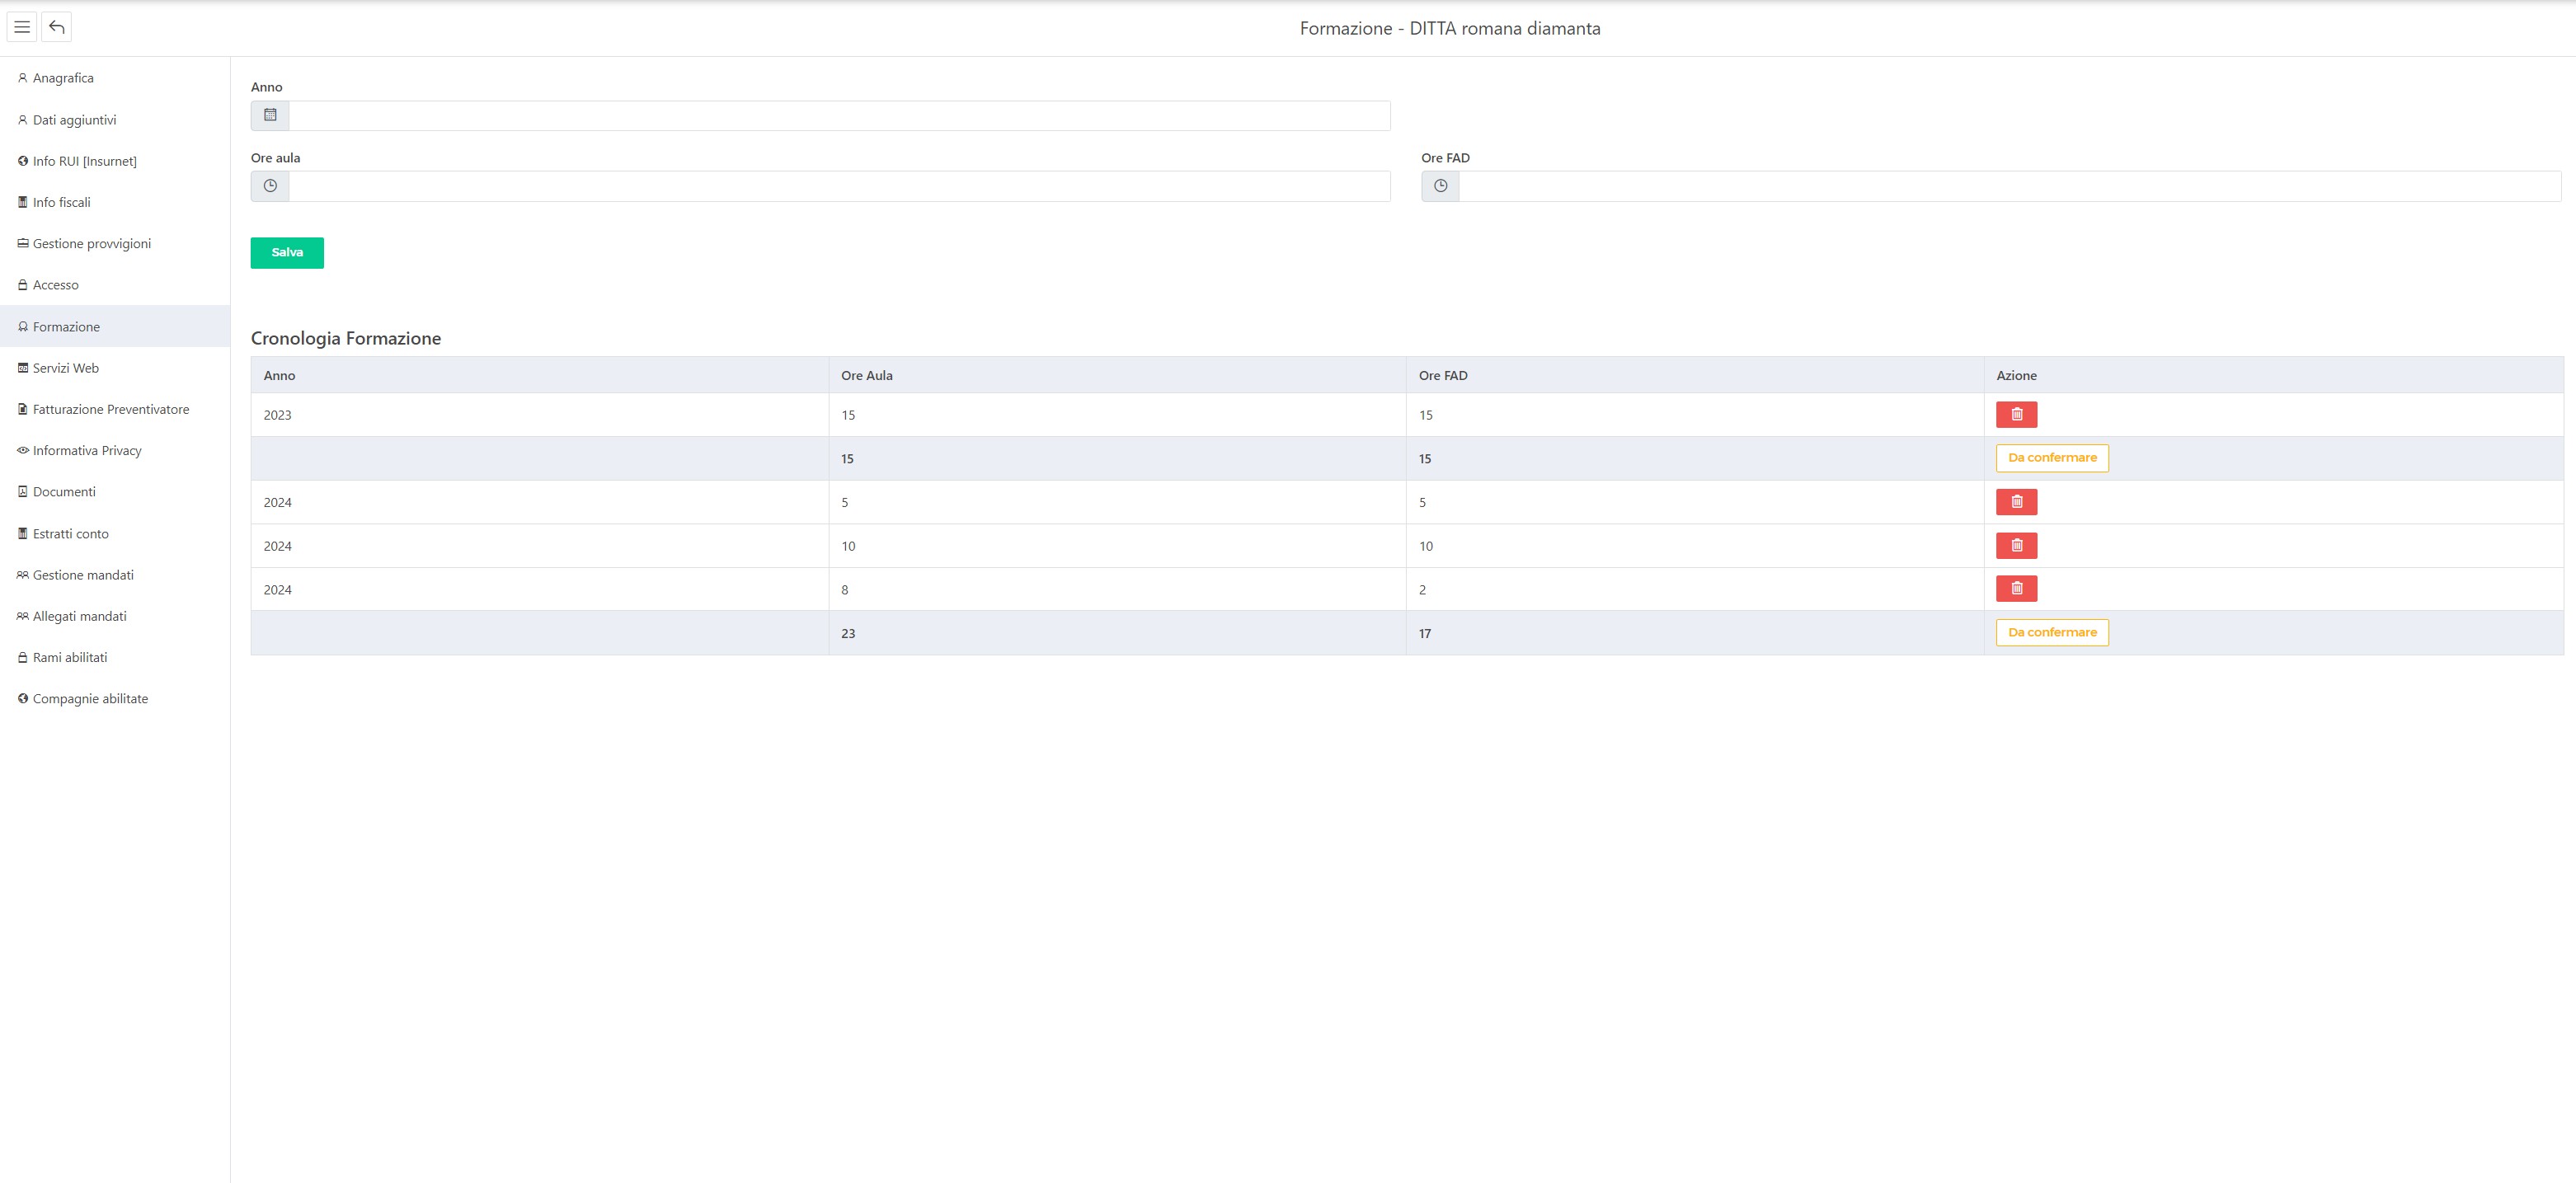 Formazione - DITTA romana diamanta
Anagrafica
Dati aggiuntivi
Info RUI [Insurnet]
Info fiscali
Gestione provvigioni
Accesso
Formazione
Servizi Web
Fatturazione Preventivatore
Informativa Privacy
Documenti
Estratti conto
Gestione mandati
Allegati mandati
Rami abilitati
Compagnie abilitate
Anno
Ore aula Ore FAD
Salva
Cronologia Formazione
Anno Ore Aula Ore FAD Azione
2023 15 15
15 15 Da confermare
2024 5 5
2024 10 10
2024 8 2
23 17 Da confermare